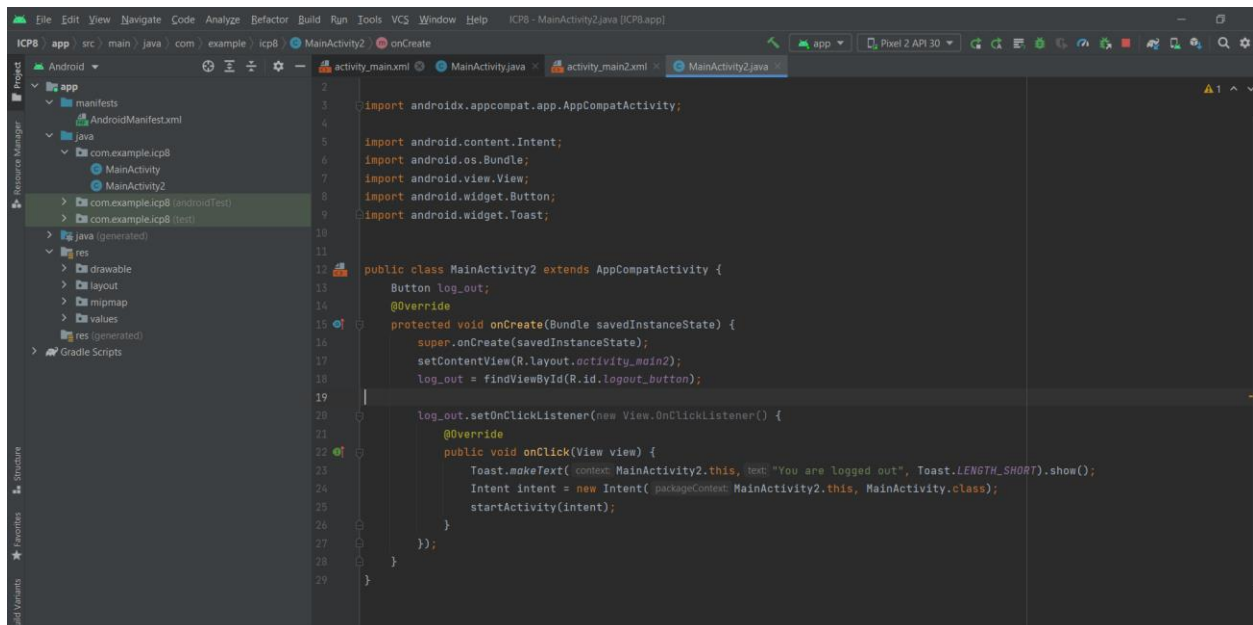 File Edit View Navigate Code Analyze Refactor Build Run Tools VCS Window Help ICP8 - MainActivity2.java [ICP8.app]
ICP8 app src main java com example icp8 MainActivity2 onCreate app Pixel 2 API 30
Android activity_main.xml MainActivity.java activity_main2.xml MainActivity2.java
Project
Resource Manager
Structure
Favorites
Build Variants
app
manifests
AndroidManifest.xml
java
com.example.icp8
MainActivity
MainActivity2
com.example.icp8 (androidTest)
com.example.icp8 (test)
java (generated)
res
drawable
layout
mipmap
values
res (generated)
Gradle Scripts
1
2
3 import androidx.appcompat.app.AppCompatActivity;
4
5 import android.content.Intent;
6 import android.os.Bundle;
7 import android.view.View;
8 import android.widget.Button;
9 import android.widget.Toast;
10
11
12 public class MainActivity2 extends AppCompatActivity {
13 Button log_out;
14 @Override
15 protected void onCreate(Bundle savedInstanceState) {
16 super.onCreate(savedInstanceState);
17 setContentView(R.layout.activity_main2);
18 log_out = findViewById(R.id.logout_button);
19
20 log_out.setOnClickListener(new View.OnClickListener() {
21 @Override
22 public void onClick(View view) {
23 Toast.makeText( context: MainActivity2.this, text: "You are logged out", Toast.LENGTH_SHORT).show();
24 Intent intent = new Intent( packageContext: MainActivity2.this, MainActivity.class);
25 startActivity(intent);
26 }
27 });
28 }
29 }